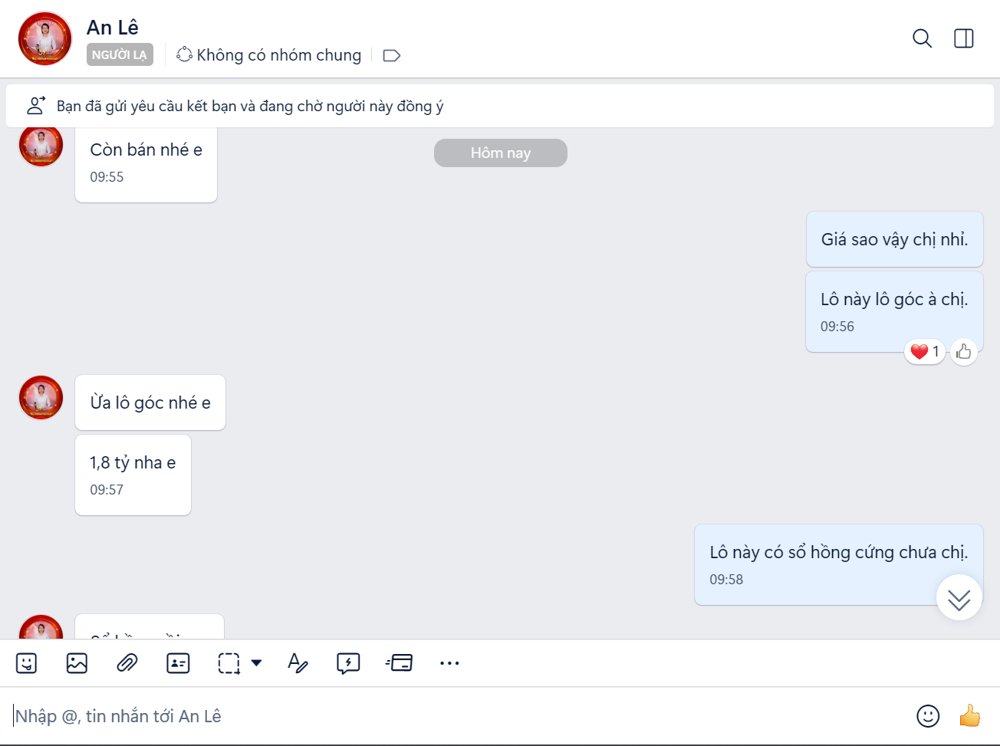 An Lê
NGƯỜI LẠ
Không có nhóm chung
Bạn đã gửi yêu cầu kết bạn và đang chờ người này đồng ý
Còn bán nhé e
09:55
Hôm nay
Giá sao vậy chị nhỉ.
Lô này lô góc à chị.
09:56
1
Ừa lô góc nhé e
1,8 tỷ nha e
09:57
Lô này có sổ hồng cứng chưa chị.
09:58
Nhập @, tin nhắn tới An Lê